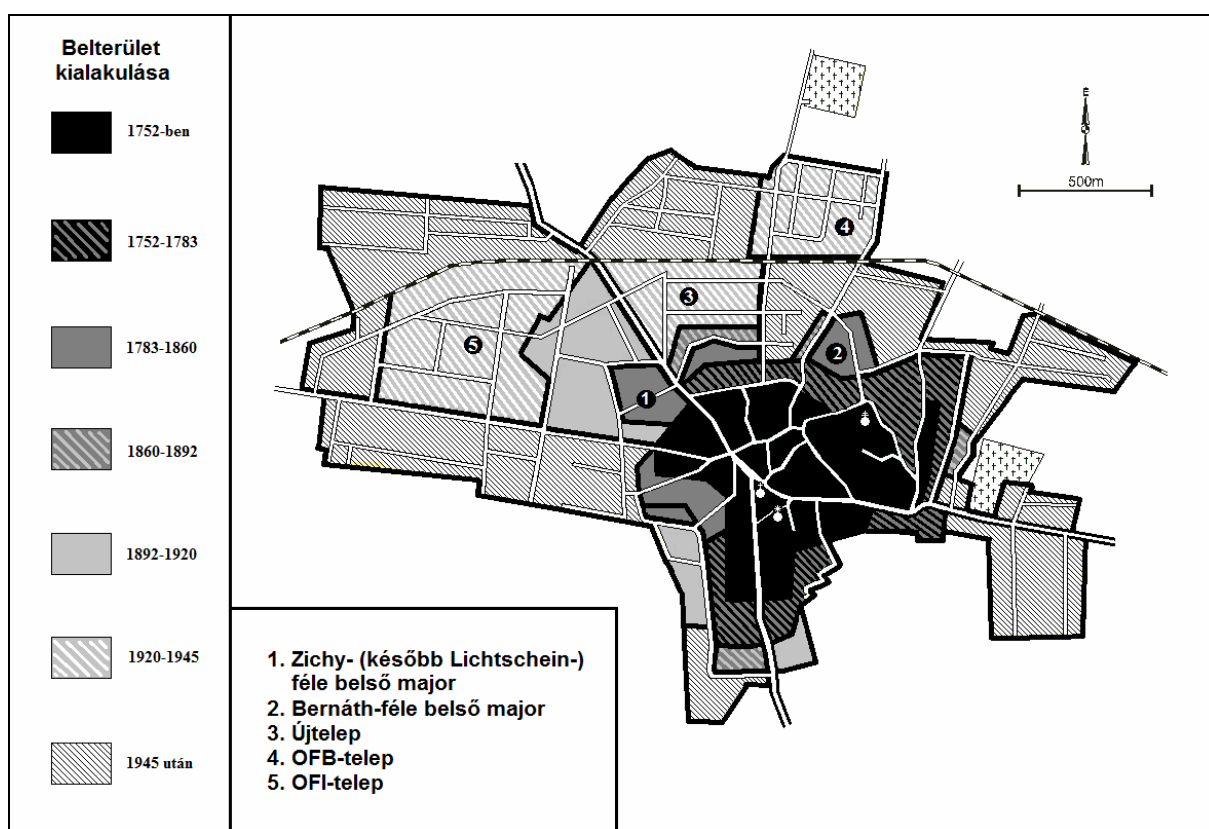 Belterület
kialakulása
1752-ben
1752-1783
1783-1860
1860-1892
1892-1920
1920-1945
1945 után
1. Zichy- (később Lichtschein-)
féle belső major
2. Bernáth-féle belső major
3. Újtelep
4. OFB-telep
5. OFI-telep
É
500m
4
3
2
5
1